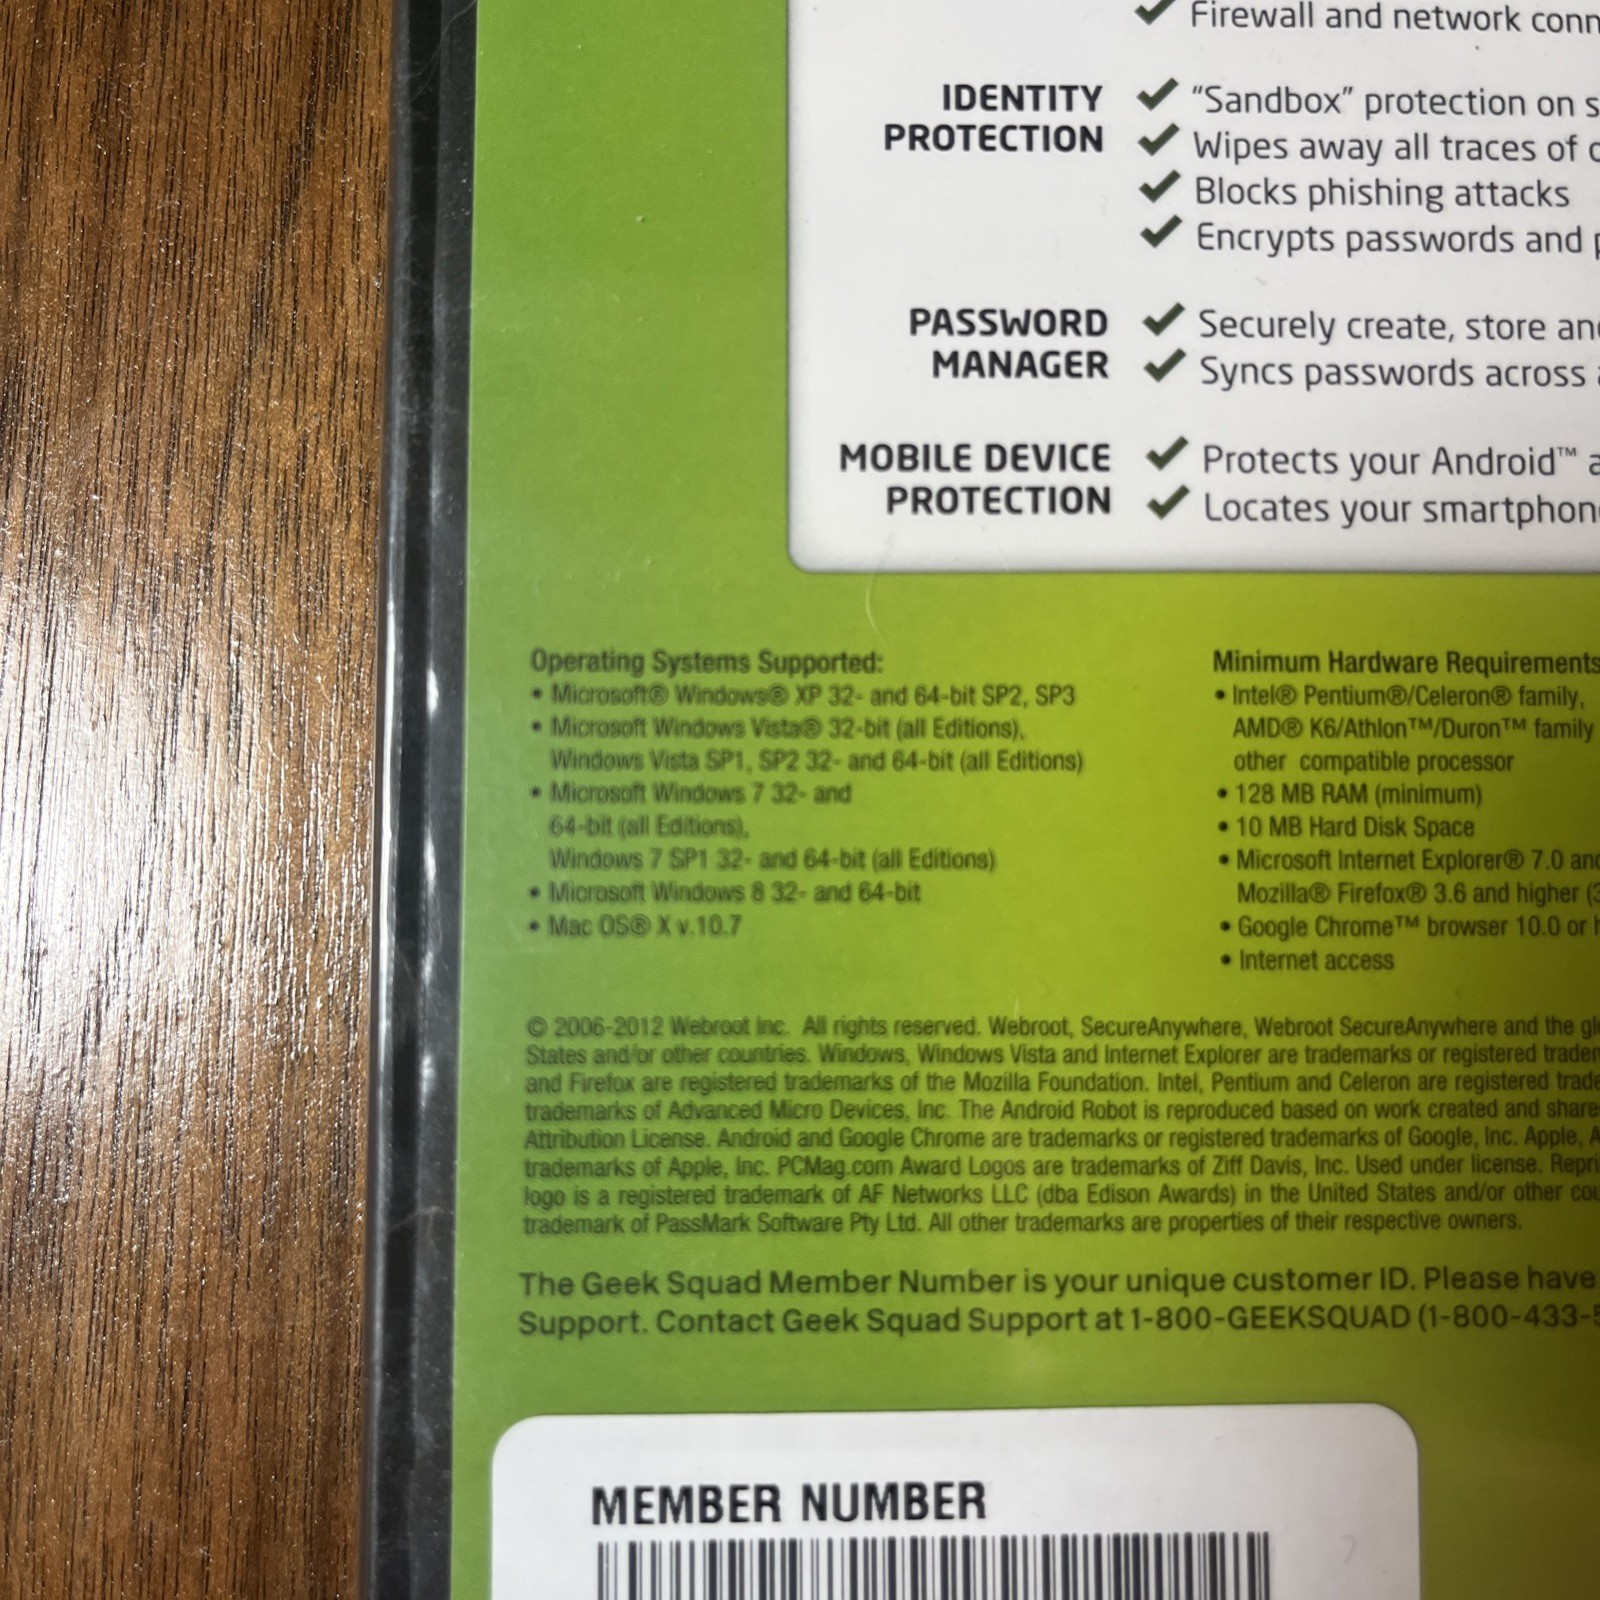 Firewall and network conn
IDENTITY
PROTECTION
✓ "Sandbox" protection on s
✓ Wipes away all traces of o
✓ Blocks phishing attacks
✓ Encrypts passwords and p
PASSWORD
MANAGER
✓ Securely create, store and
✓ Syncs passwords across a
MOBILE DEVICE
PROTECTION
✓ Protects your Android™ a
✓ Locates your smartphone
Operating Systems Supported:
• Microsoft® Windows® XP 32- and 64-bit SP2, SP3
• Microsoft Windows Vista® 32-bit (all Editions),
Windows Vista SP1, SP2 32- and 64-bit (all Editions)
• Microsoft Windows 7 32- and
64-bit (all Editions),
Windows 7 SP1 32- and 64-bit (all Editions)
• Microsoft Windows 8 32- and 64-bit
• Mac OS® X v.10.7
Minimum Hardware Requirements
• Intel® Pentium®/Celeron® family,
AMD® K6/Athlon™/Duron™ family
other compatible processor
• 128 MB RAM (minimum)
• 10 MB Hard Disk Space
• Microsoft Internet Explorer® 7.0 and
Mozilla® Firefox® 3.6 and higher (3
• Google Chrome™ browser 10.0 or h
• Internet access
© 2006-2012 Webroot Inc. All rights reserved. Webroot, SecureAnywhere, Webroot SecureAnywhere and the gl
States and/or other countries. Windows, Windows Vista and Internet Explorer are trademarks or registered tradem
and Firefox are registered trademarks of the Mozilla Foundation. Intel, Pentium and Celeron are registered trade
trademarks of Advanced Micro Devices, Inc. The Android Robot is reproduced based on work created and share
Attribution License. Android and Google Chrome are trademarks or registered trademarks of Google, Inc. Apple, A
trademarks of Apple, Inc. PCMag.com Award Logos are trademarks of Ziff Davis, Inc. Used under license. Repri
logo is a registered trademark of AF Networks LLC (dba Edison Awards) in the United States and/or other cou
trademark of PassMark Software Pty Ltd. All other trademarks are properties of their respective owners.
The Geek Squad Member Number is your unique customer ID. Please have
Support. Contact Geek Squad Support at 1-800-GEEKSQUAD (1-800-433-5
MEMBER NUMBER